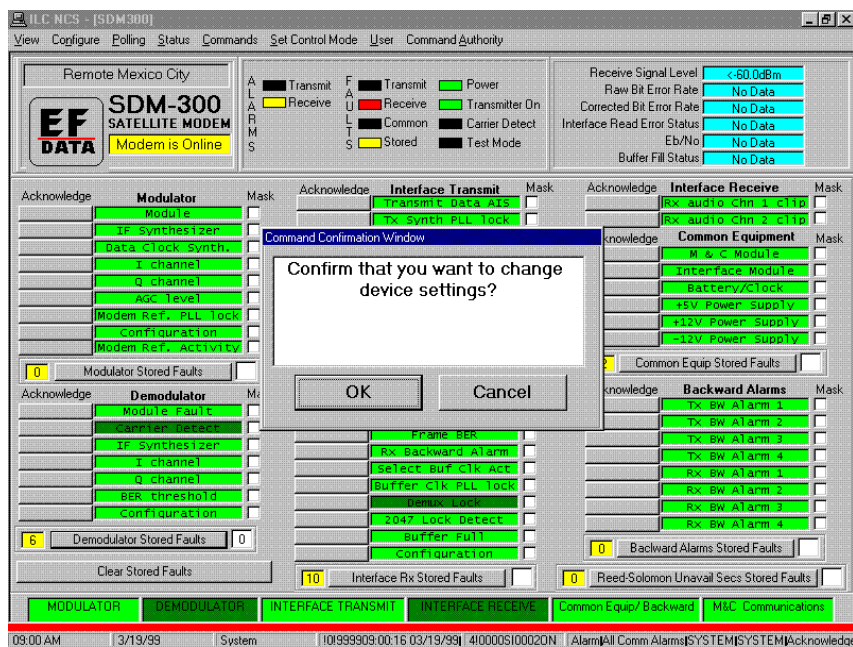 ILC NCS - [SDM300]
View Configure Polling Status Commands Set Control Mode User Command Authority
Remote Mexico City
EF DATA
SDM-300
SATELLITE MODEM
Modem is Online
ALARMS
Transmit
Receive
FAULTS
Transmit
Receive
Common
Stored
Power
Transmitter On
Carrier Detect
Test Mode
Receive Signal Level <-60.0dBm
Raw Bit Error Rate No Data
Corrected Bit Error Rate No Data
Interface Read Error Status No Data
Eb/No No Data
Buffer Fill Status No Data
Acknowledge Modulator Mask
Module
IF Synthesizer
Data Clock Synth.
I channel
Q channel
AGC level
Modem Ref. PLL lock
Configuration
Modem Ref. Activity
0 Modulator Stored Faults
Acknowledge Demodulator
Module Fault
Carrier Detect
IF Synthesizer
I channel
Q channel
BER threshold
Configuration
6 Demodulator Stored Faults 0
Clear Stored Faults
Acknowledge Interface Transmit Mask
Transmit Data AIS
Tx Synth PLL lock
Command Confirmation Window
Confirm that you want to change
device settings?
OK Cancel
Frame BER
Rx Backward Alarm
Select Buf Clk Act
Buffer Clk PLL lock
Demux Lock
2047 Lock Detect
Buffer Full
Configuration
10 Interface Rx Stored Faults
Acknowledge Interface Receive Mask
Rx audio Chn 1 clip
Rx audio Chn 2 clip
knowledge Common Equipment Mask
M & C Module
Interface Module
Battery/Clock
+5V Power Supply
+12V Power Supply
-12V Power Supply
2 Common Equip Stored Faults
knowledge Backward Alarms Mask
Tx BW Alarm 1
Tx BW Alarm 2
Tx BW Alarm 3
Tx BW Alarm 4
Rx BW Alarm 1
Rx BW Alarm 2
Rx BW Alarm 3
Rx BW Alarm 4
0 Backward Alarms Stored Faults
0 Reed-Solomon Unavail Secs Stored Faults
MODULATOR DEMODULATOR INTERFACE TRANSMIT INTERFACE RECEIVE Common Equip/ Backward M&C Communications
09:00 AM 3/19/99 System !0!999909:00:16 03/19/99| 4!0000S!0002ON Alarm|All Comm Alarms|SYSTEM|SYSTEM|Acknowledge